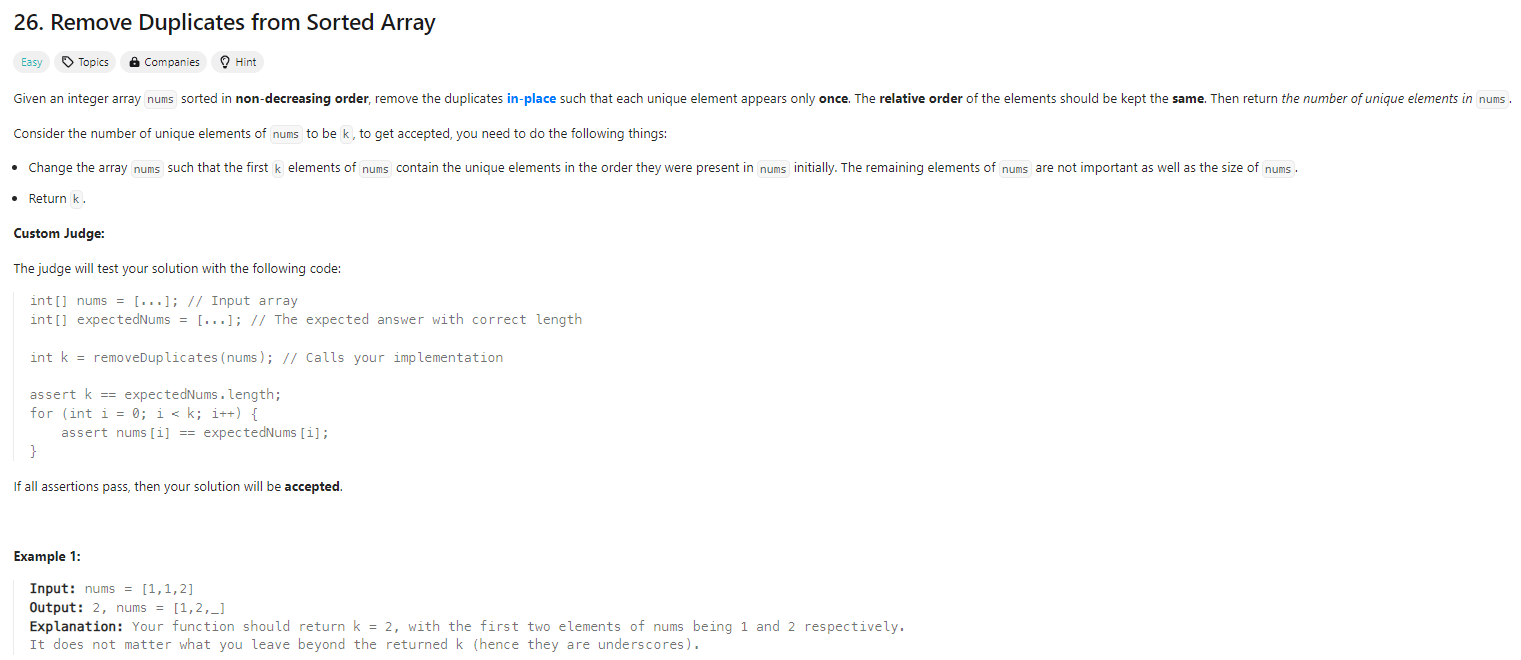 26. Remove Duplicates from Sorted Array
Easy Topics Companies Hint
Given an integer array nums sorted in non-decreasing order, remove the duplicates in-place such that each unique element appears only once. The relative order of the elements should be kept the same. Then return the number of unique elements in nums.
Consider the number of unique elements of nums to be k, to get accepted, you need to do the following things:
• Change the array nums such that the first k elements of nums contain the unique elements in the order they were present in nums initially. The remaining elements of nums are not important as well as the size of nums.
• Return k.
Custom Judge:
The judge will test your solution with the following code:
int[] nums = [...]; // Input array
int[] expectedNums = [...]; // The expected answer with correct length
int k = removeDuplicates(nums); // Calls your implementation
assert k == expectedNums.length;
for (int i = 0; i < k; i++) {
    assert nums[i] == expectedNums[i];
}
If all assertions pass, then your solution will be accepted.
Example 1:
Input: nums = [1,1,2]
Output: 2, nums = [1,2,_]
Explanation: Your function should return k = 2, with the first two elements of nums being 1 and 2 respectively.
It does not matter what you leave beyond the returned k (hence they are underscores).